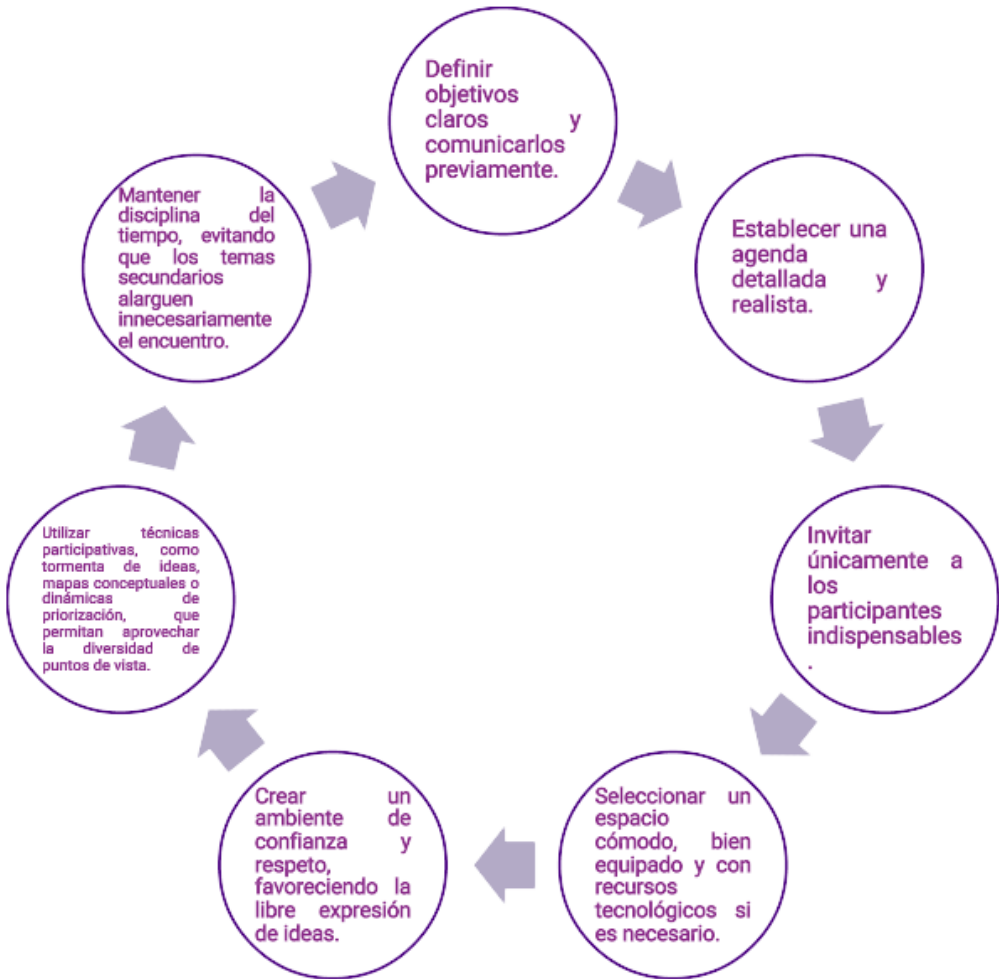 Definir
objetivos
claros y
comunicarlos
previamente.
Establecer una
agenda
detallada y
realista.
Invitar
únicamente a
los
participantes
indispensables
.
Seleccionar un
espacio
cómodo, bien
equipado y con
recursos
tecnológicos si
es necesario.
Crear un
ambiente de
confianza y
respeto,
favoreciendo la
libre expresión
de ideas.
Utilizar técnicas
participativas, como
tormenta de ideas,
mapas conceptuales o
dinámicas de
priorización, que
permitan aprovechar
la diversidad de
puntos de vista.
Mantener la
disciplina del
tiempo, evitando
que los temas
secundarios
alarguen
innecesariamente
el encuentro.